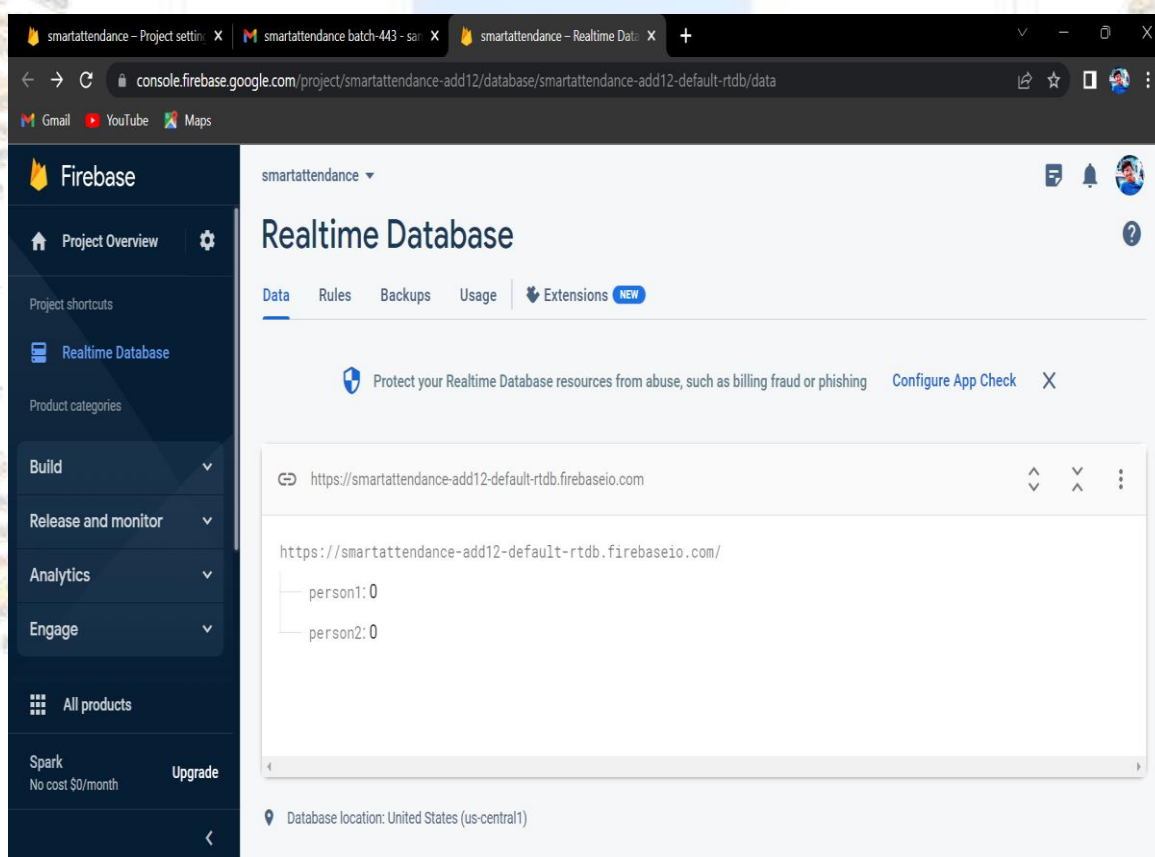 smartattendance – Project settin
smartattendance batch-443 - san
smartattendance – Realtime Data
console.firebase.google.com/project/smartattendance-add12/database/smartattendance-add12-default-rtdb/data
Gmail YouTube Maps
Firebase
Project Overview
Project shortcuts
Realtime Database
Product categories
Build
Release and monitor
Analytics
Engage
All products
Spark
No cost $0/month
Upgrade
smartattendance
Realtime Database
Data Rules Backups Usage Extensions NEW
Protect your Realtime Database resources from abuse, such as billing fraud or phishing Configure App Check
https://smartattendance-add12-default-rtdb.firebaseio.com
https://smartattendance-add12-default-rtdb.firebaseio.com/
person1: 0
person2: 0
Database location: United States (us-central1)